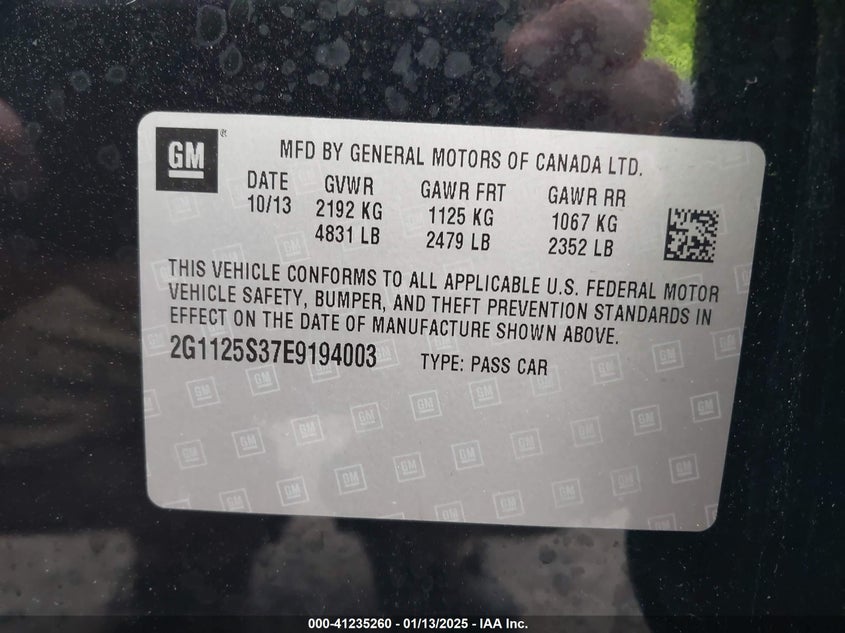 GM
MFD BY GENERAL MOTORS OF CANADA LTD.
DATE GVWR GAWR FRT GAWR RR
10/13 2192 KG 1125 KG 1067 KG
4831 LB 2479 LB 2352 LB
THIS VEHICLE CONFORMS TO ALL APPLICABLE U.S. FEDERAL MOTOR
VEHICLE SAFETY, BUMPER, AND THEFT PREVENTION STANDARDS IN
EFFECT ON THE DATE OF MANUFACTURE SHOWN ABOVE.
2G1125S37E9194003 TYPE: PASS CAR
000-41235260 - 01/13/2025 - IAA Inc.